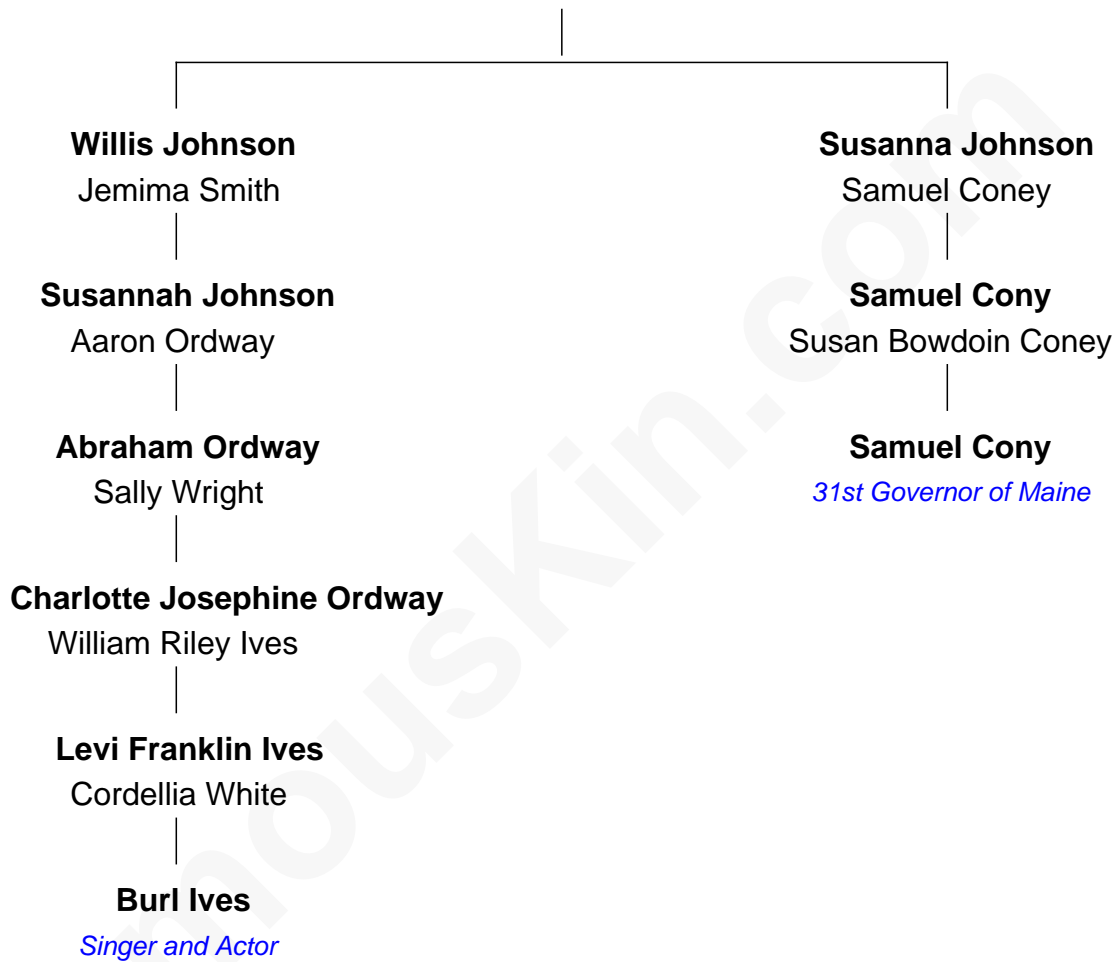 Willis Johnson
Jemima Smith
Susanna Johnson
Samuel Coney
Susannah Johnson
Aaron Ordway
Samuel Cony
Susan Bowdoin Coney
Abraham Ordway
Sally Wright
Samuel Cony
31st Governor of Maine
Charlotte Josephine Ordway
William Riley Ives
Levi Franklin Ives
Cordellia White
Burl Ives
Singer and Actor
mouskin.com